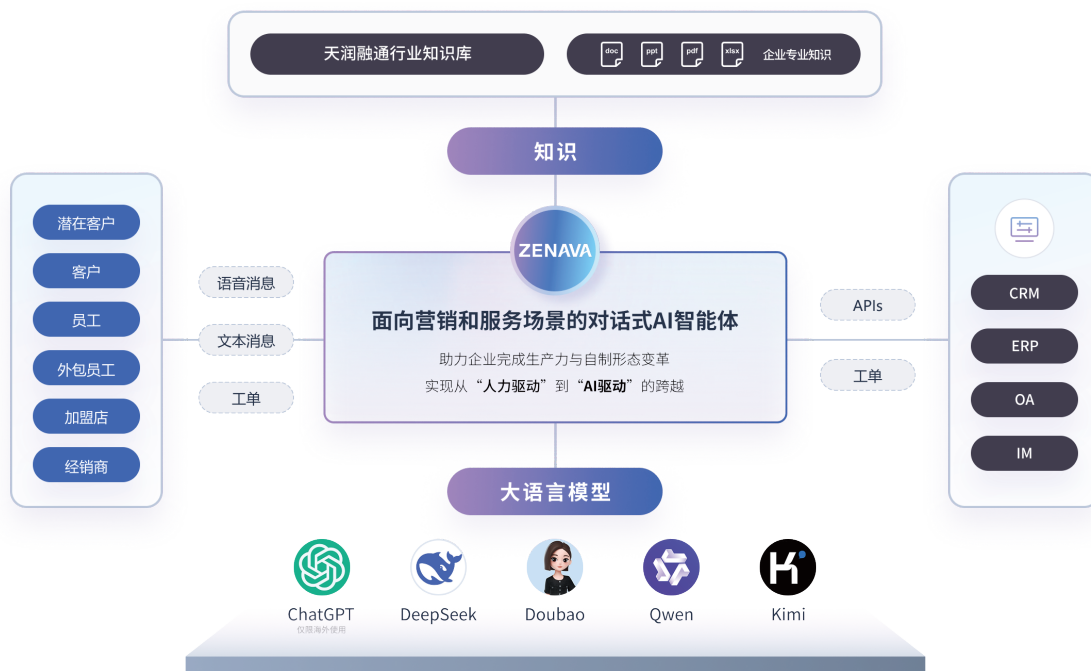 天润融通行业知识库
doc ppt pdf xlsx 企业专业知识
知识
ZENAVA
面向营销和服务场景的对话式AI智能体
助力企业完成生产力与自制形态变革
实现从“人力驱动”到“AI驱动”的跨越
潜在客户
客户
员工
外包员工
加盟店
经销商
语音消息
文本消息
工单
APIs
工单
CRM
ERP
OA
IM
大语言模型
ChatGPT
仅限海外使用
DeepSeek
Doubao
Qwen
Kimi